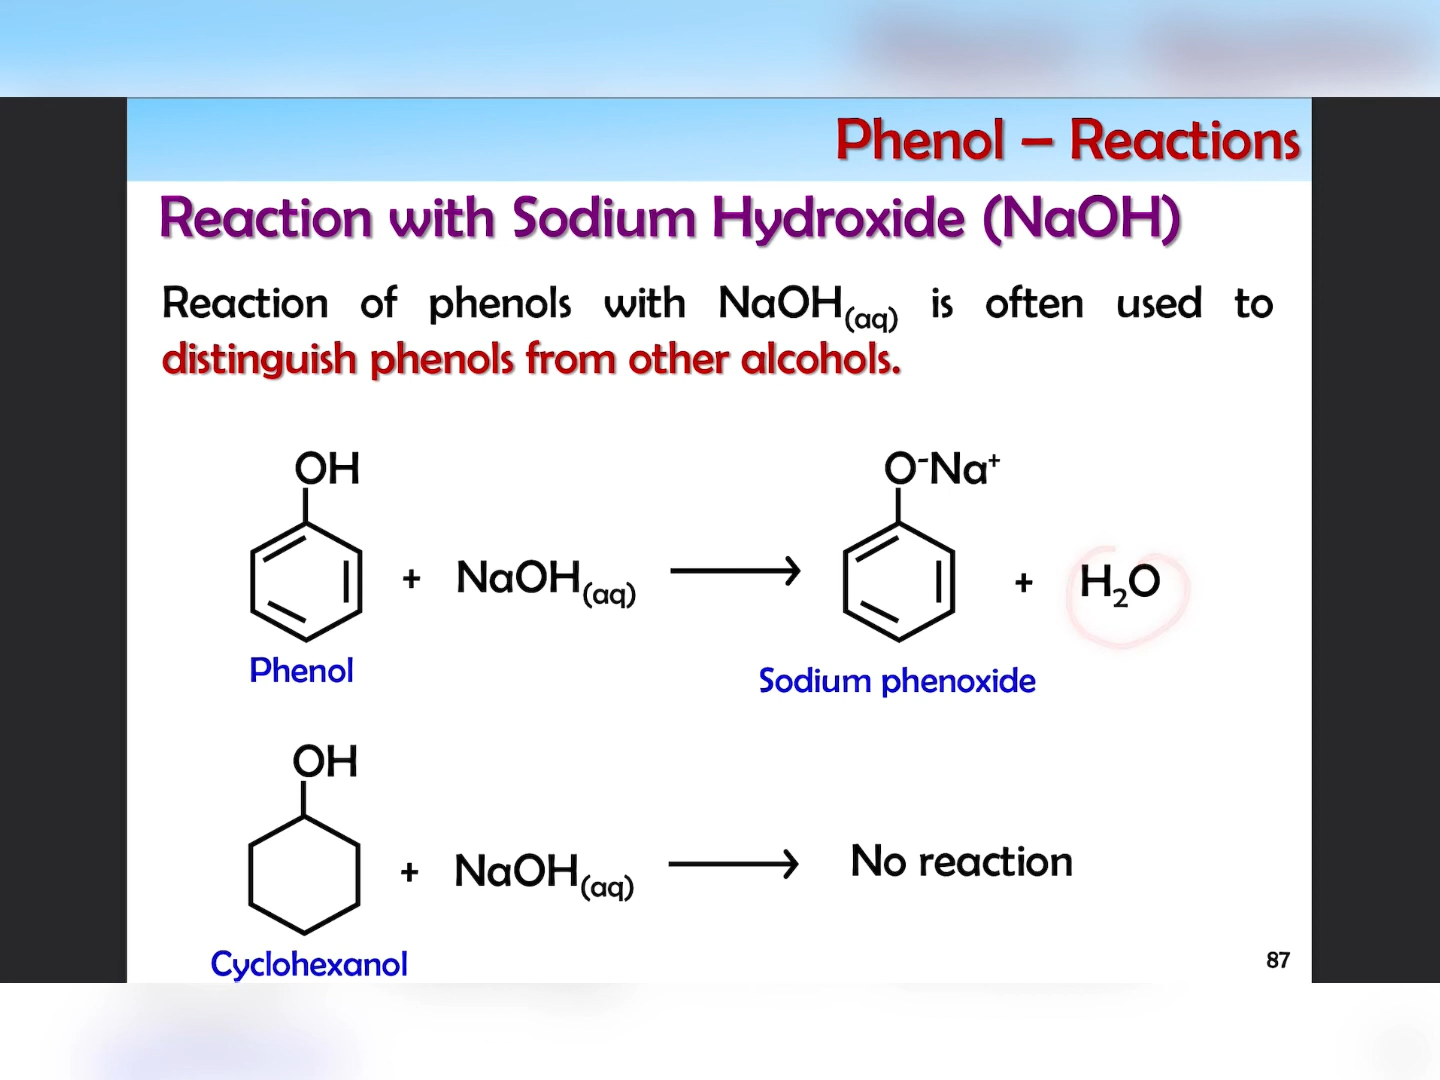 Phenol – Reactions
Reaction with Sodium Hydroxide (NaOH)
Reaction of phenols with NaOH(aq) is often used to
distinguish phenols from other alcohols.
OH
O⁻Na⁺
+ NaOH(aq)
+ H₂O
Phenol
Sodium phenoxide
OH
+ NaOH(aq)
No reaction
Cyclohexanol
87